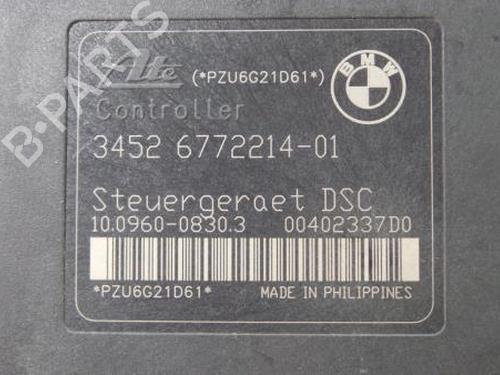 Ate (*PZU6G21D61*) BMW
Controller
3452 6772214-01
Steuergeraet DSC
10.0960-0830.3 00402337D0
*PZU6G21D61* MADE IN PHILIPPINES
B-PARTS